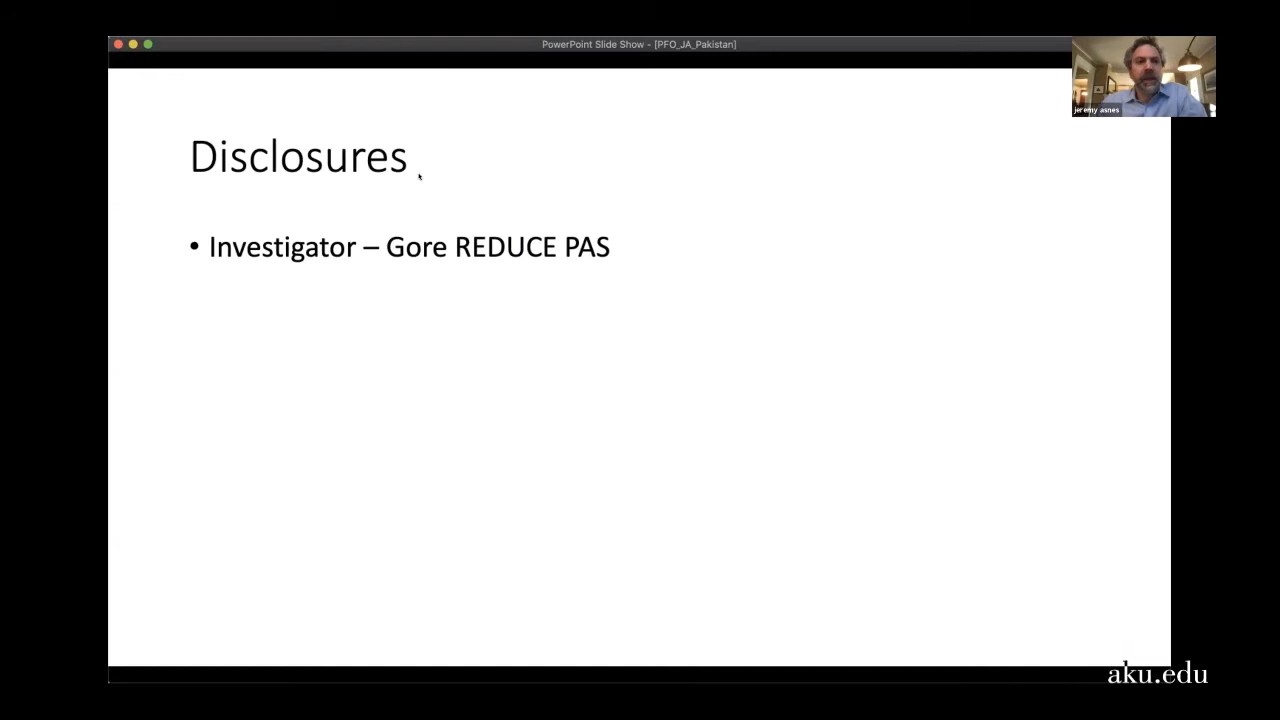 PowerPoint Slide Show - [PFO_JA_Pakistan]
jeremy asnes
Disclosures
• Investigator – Gore REDUCE PAS
aku.edu